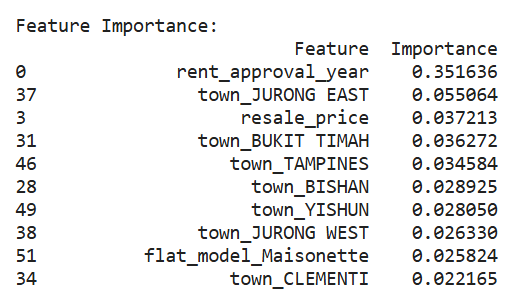 Feature Importance:
Feature Importance
0 rent_approval_year 0.351636
37 town_JURONG EAST 0.055064
3 resale_price 0.037213
31 town_BUKIT TIMAH 0.036272
46 town_TAMPINES 0.034584
28 town_BISHAN 0.028925
49 town_YISHUN 0.028050
38 town_JURONG WEST 0.026330
51 flat_model_Maisonette 0.025824
34 town_CLEMENTI 0.022165